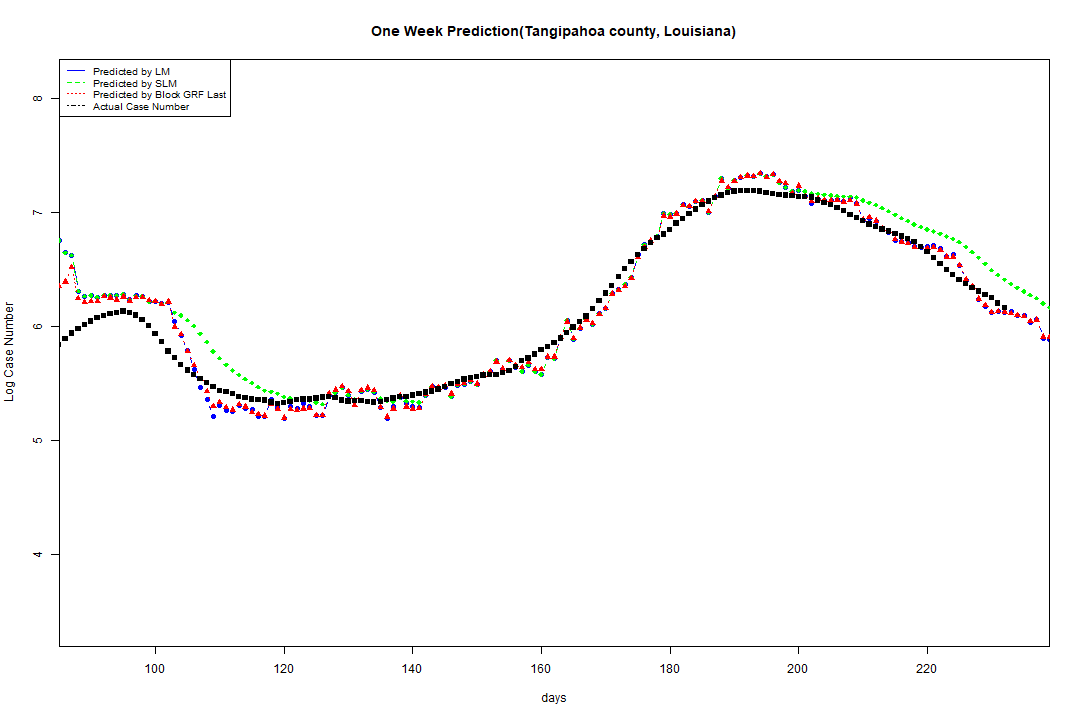 One Week Prediction(Tangipahoa county, Louisiana)
Predicted by LM
Predicted by SLM
Predicted by Block GRF Last
Actual Case Number
8
7
6
5
4
Log Case Number
100 120 140 160 180 200 220
days